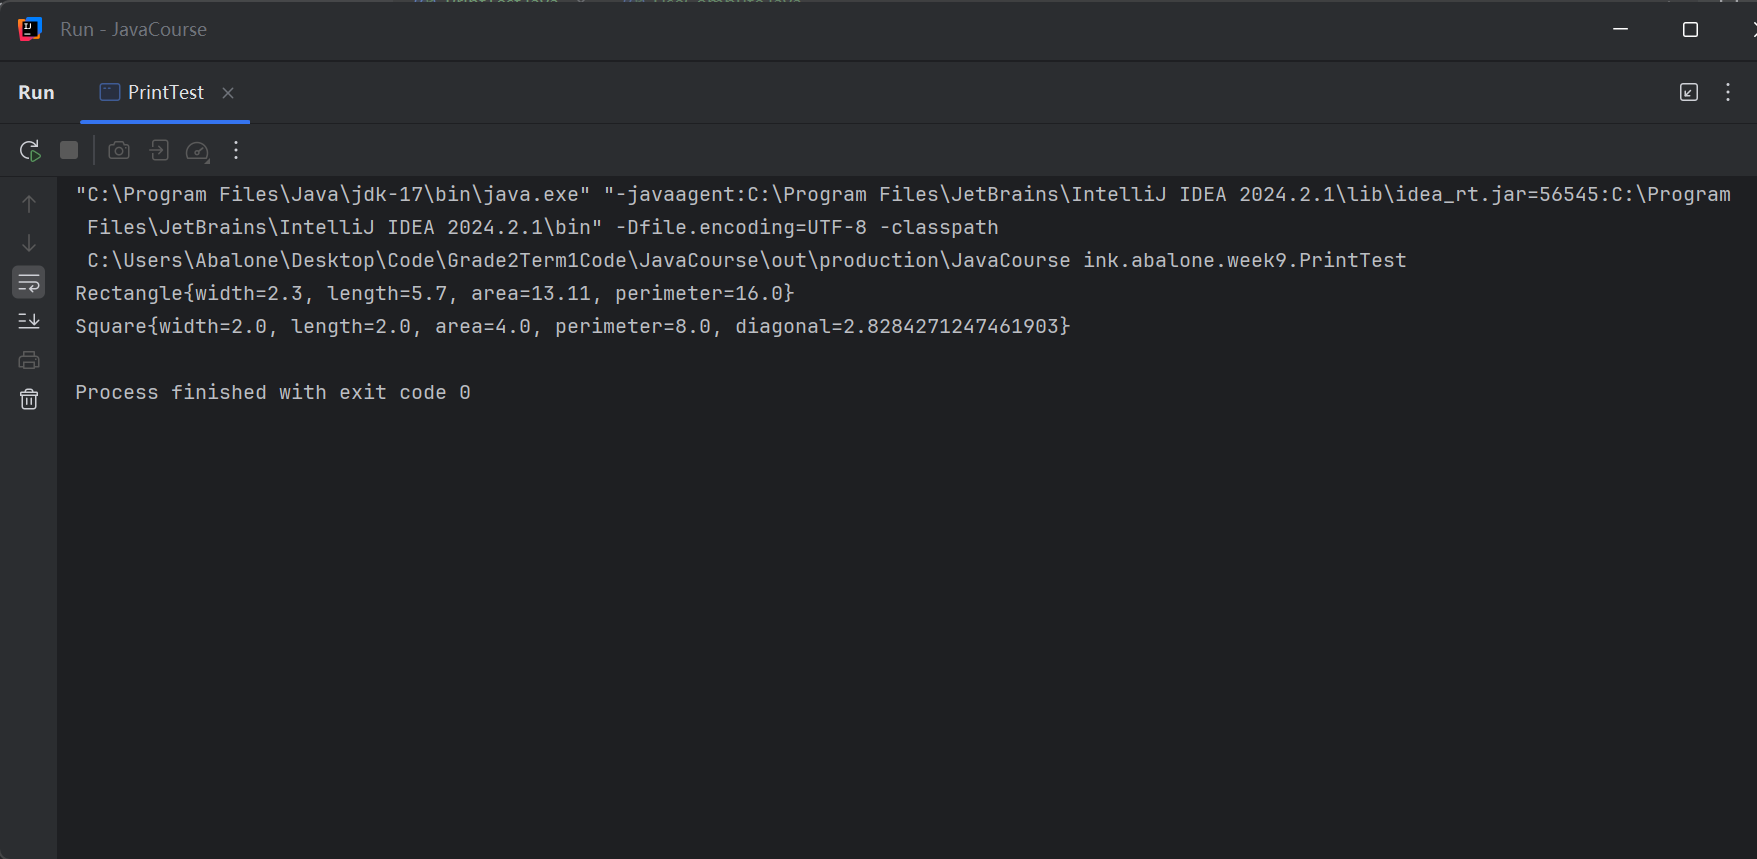 Run - JavaCourse
Run PrintTest
"C:\Program Files\Java\jdk-17\bin\java.exe" "-javaagent:C:\Program Files\JetBrains\IntelliJ IDEA 2024.2.1\lib\idea_rt.jar=56545:C:\Program
Files\JetBrains\IntelliJ IDEA 2024.2.1\bin" -Dfile.encoding=UTF-8 -classpath
C:\Users\Abalone\Desktop\Code\Grade2Term1Code\JavaCourse\out\production\JavaCourse ink.abalone.week9.PrintTest
Rectangle{width=2.3, length=5.7, area=13.11, perimeter=16.0}
Square{width=2.0, length=2.0, area=4.0, perimeter=8.0, diagonal=2.8284271247461903}
Process finished with exit code 0